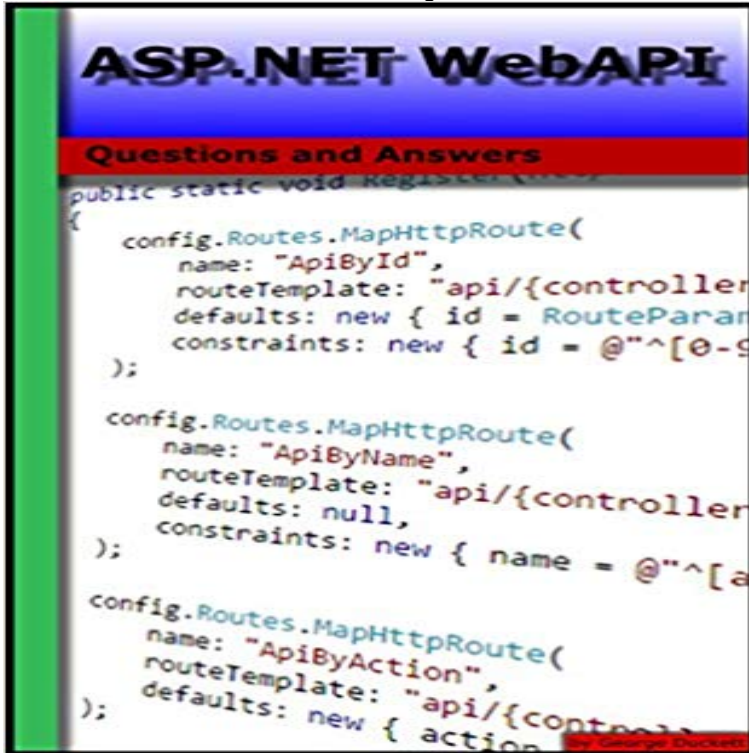 ASP.NET WebAPI
Questions and Answers
public static void Register(
{
config.Routes.MapHttpRoute(
name: "ApiById",
routeTemplate: "api/{controller
defaults: new { id = RouteParam
constraints: new { id = @"^[0-9
);
config.Routes.MapHttpRoute(
name: "ApiByName",
routeTemplate: "api/{controller
defaults: null,
constraints: new { name = @"^[a
);
config.Routes.MapHttpRoute(
name: "ApiByAction",
routeTemplate: "api/{controll
defaults: new { action
);
By George Duckett